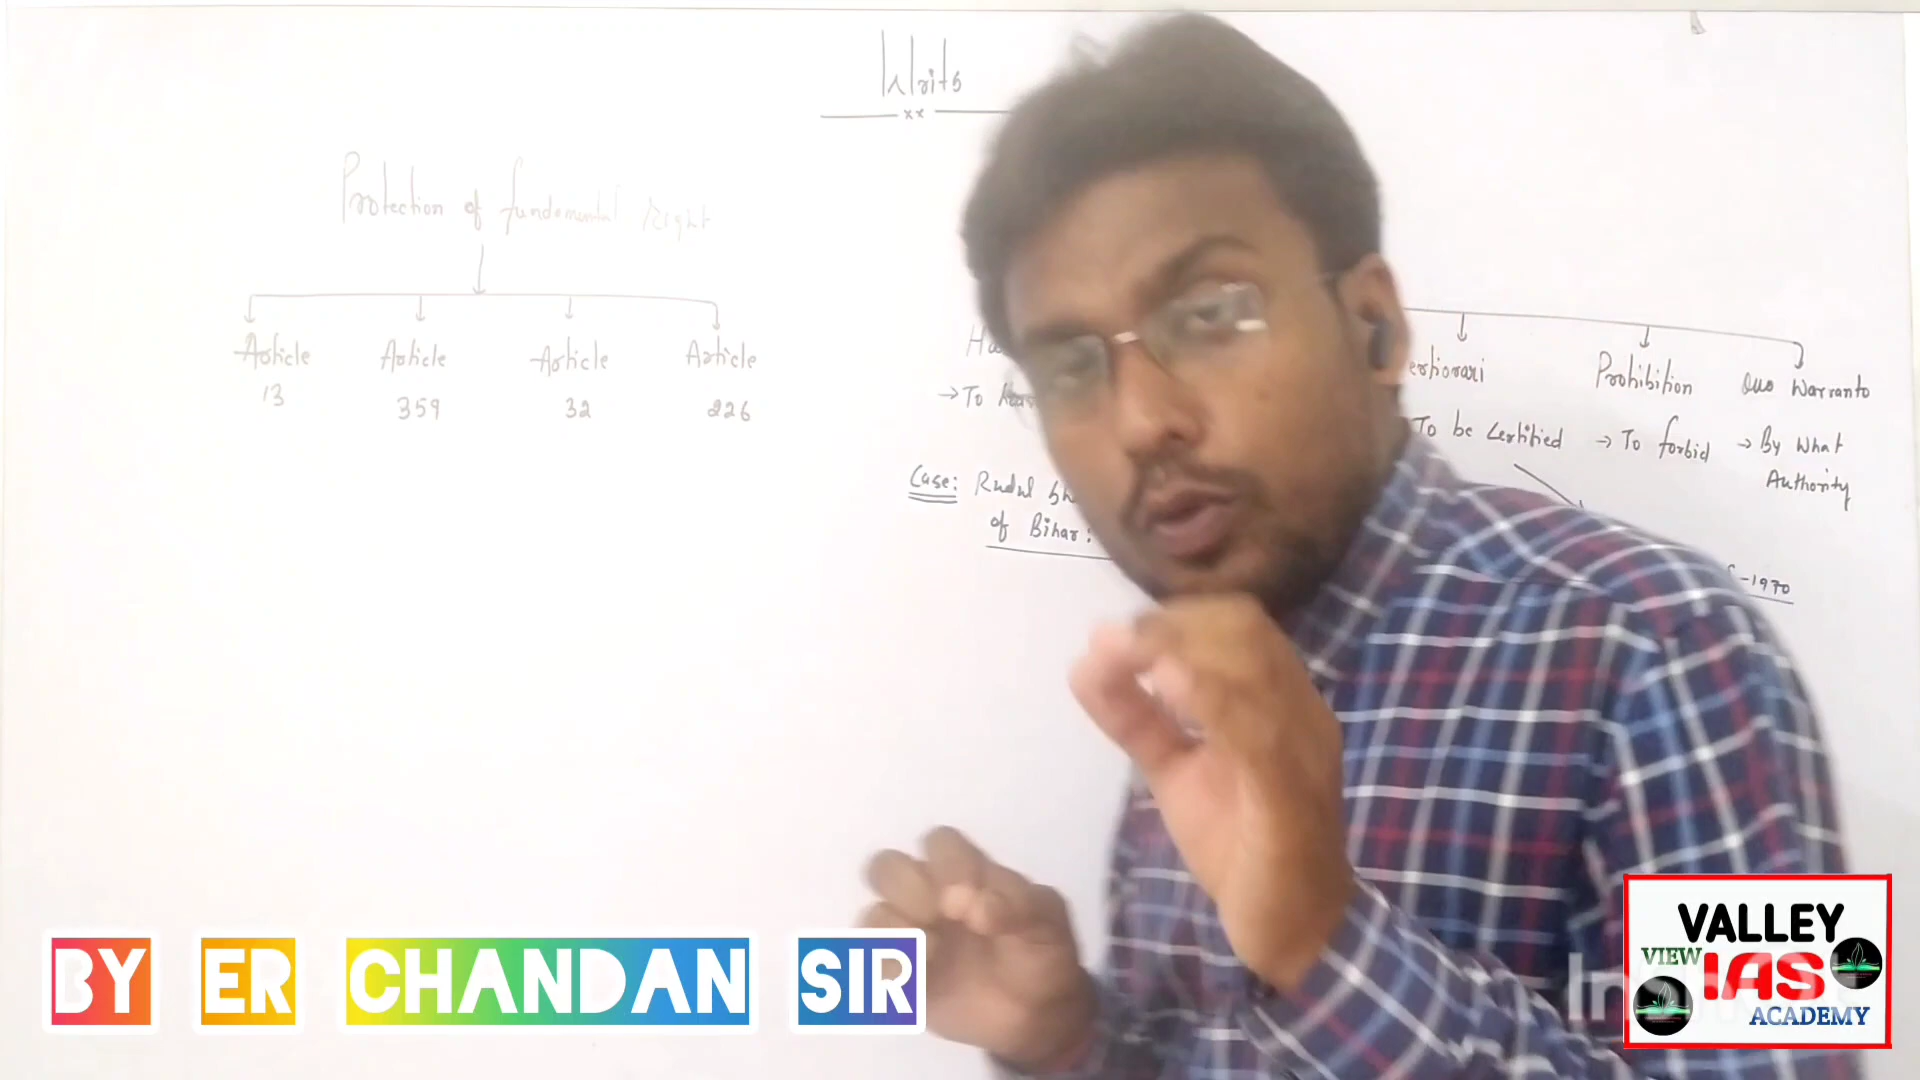 Writs
xx
Protection of fundamental Right
Article Article Article Article
13 359 32 226
Prohibition Quo Warranto
→ To
To be certified → To forbid → By What
Authority
Case: Rudul
of Bihar:
-1970
BY ER CHANDAN SIR
VALLEY
VIEW IAS
ACADEMY